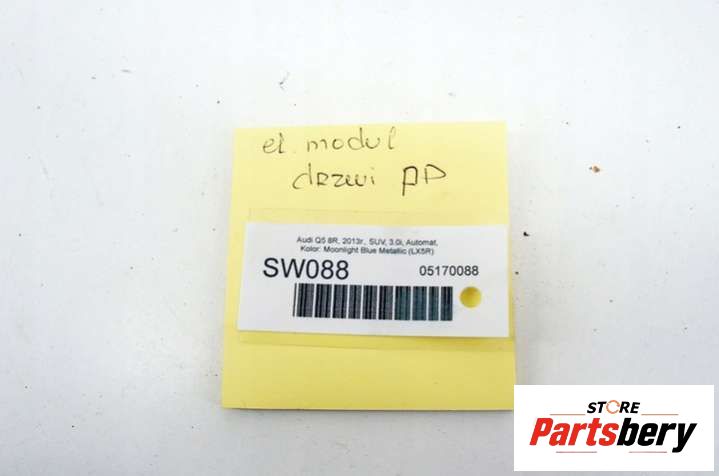 el. modul
drzwi PP
Audi Q5 8R, 2013r., SUV, 3.0i, Automat,
Kolor: Moonlight Blue Metallic (LX5R)
SW088
05170088
STORE
Partsbery